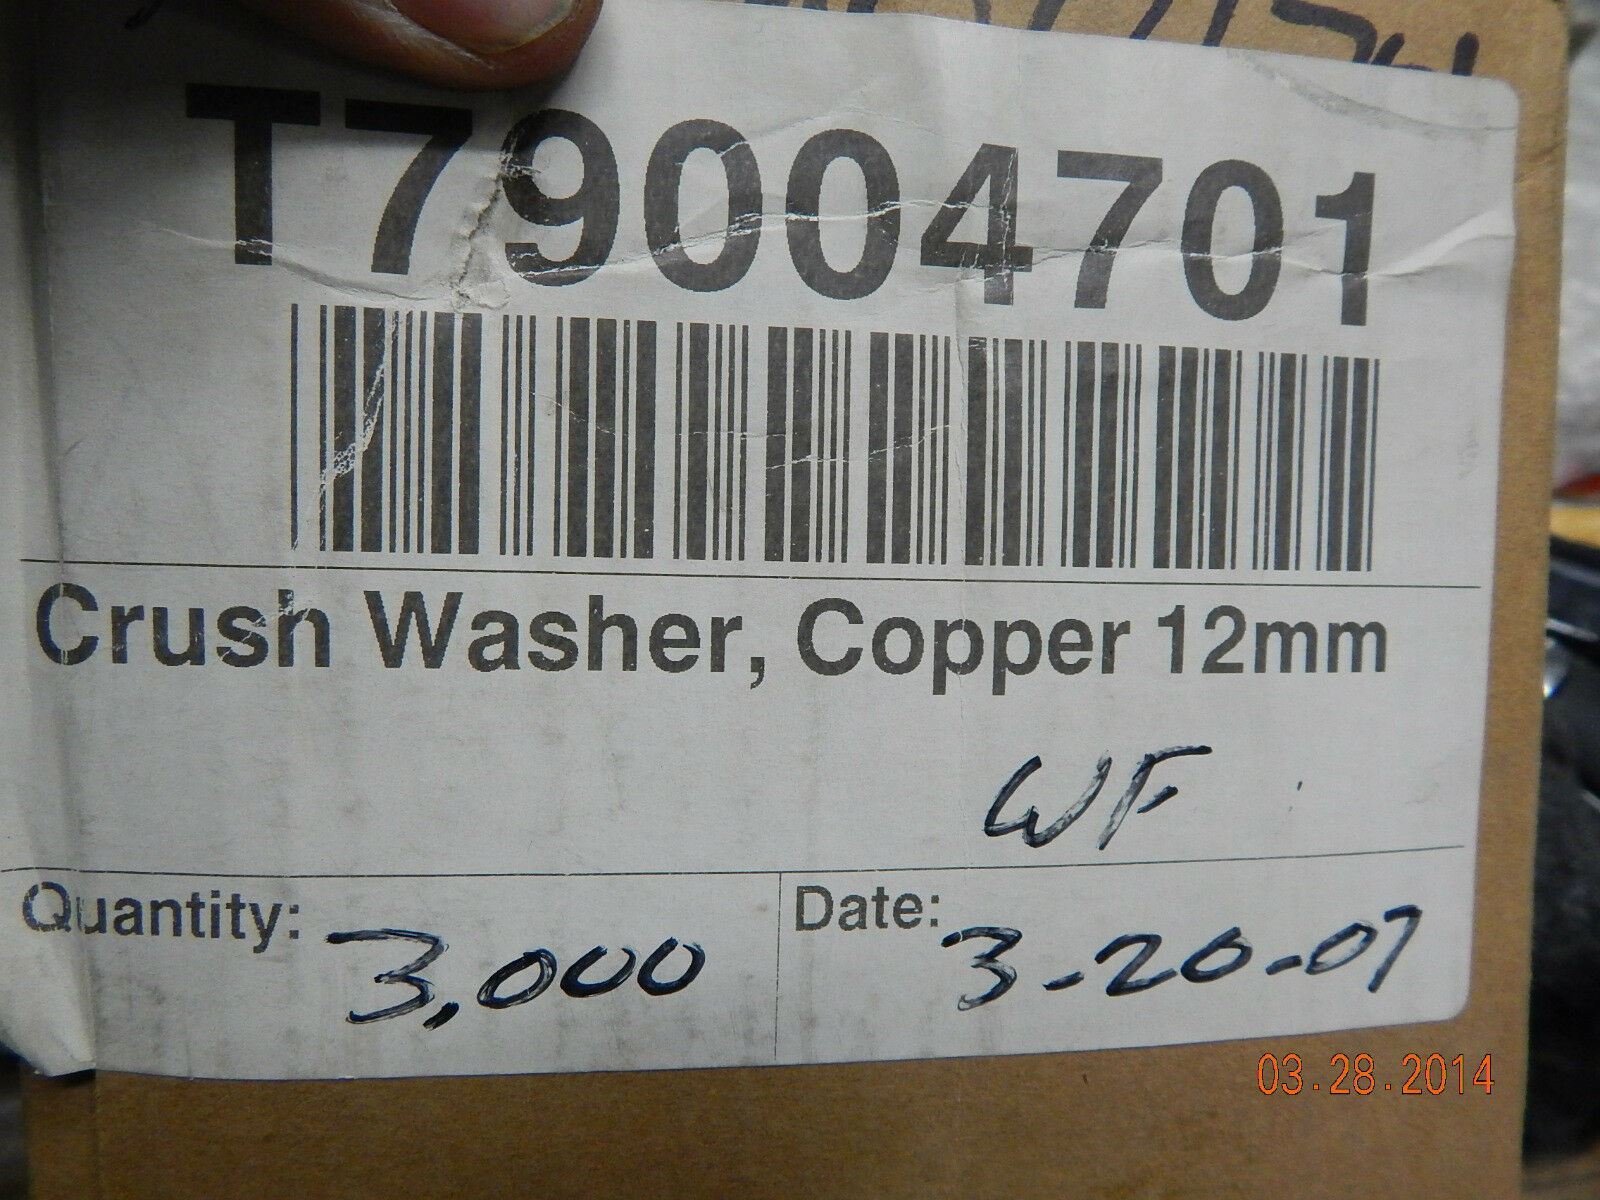 T79004701
Crush Washer, Copper 12mm
WF
Quantity: 3,000
Date: 3-20-07
03.28.2014